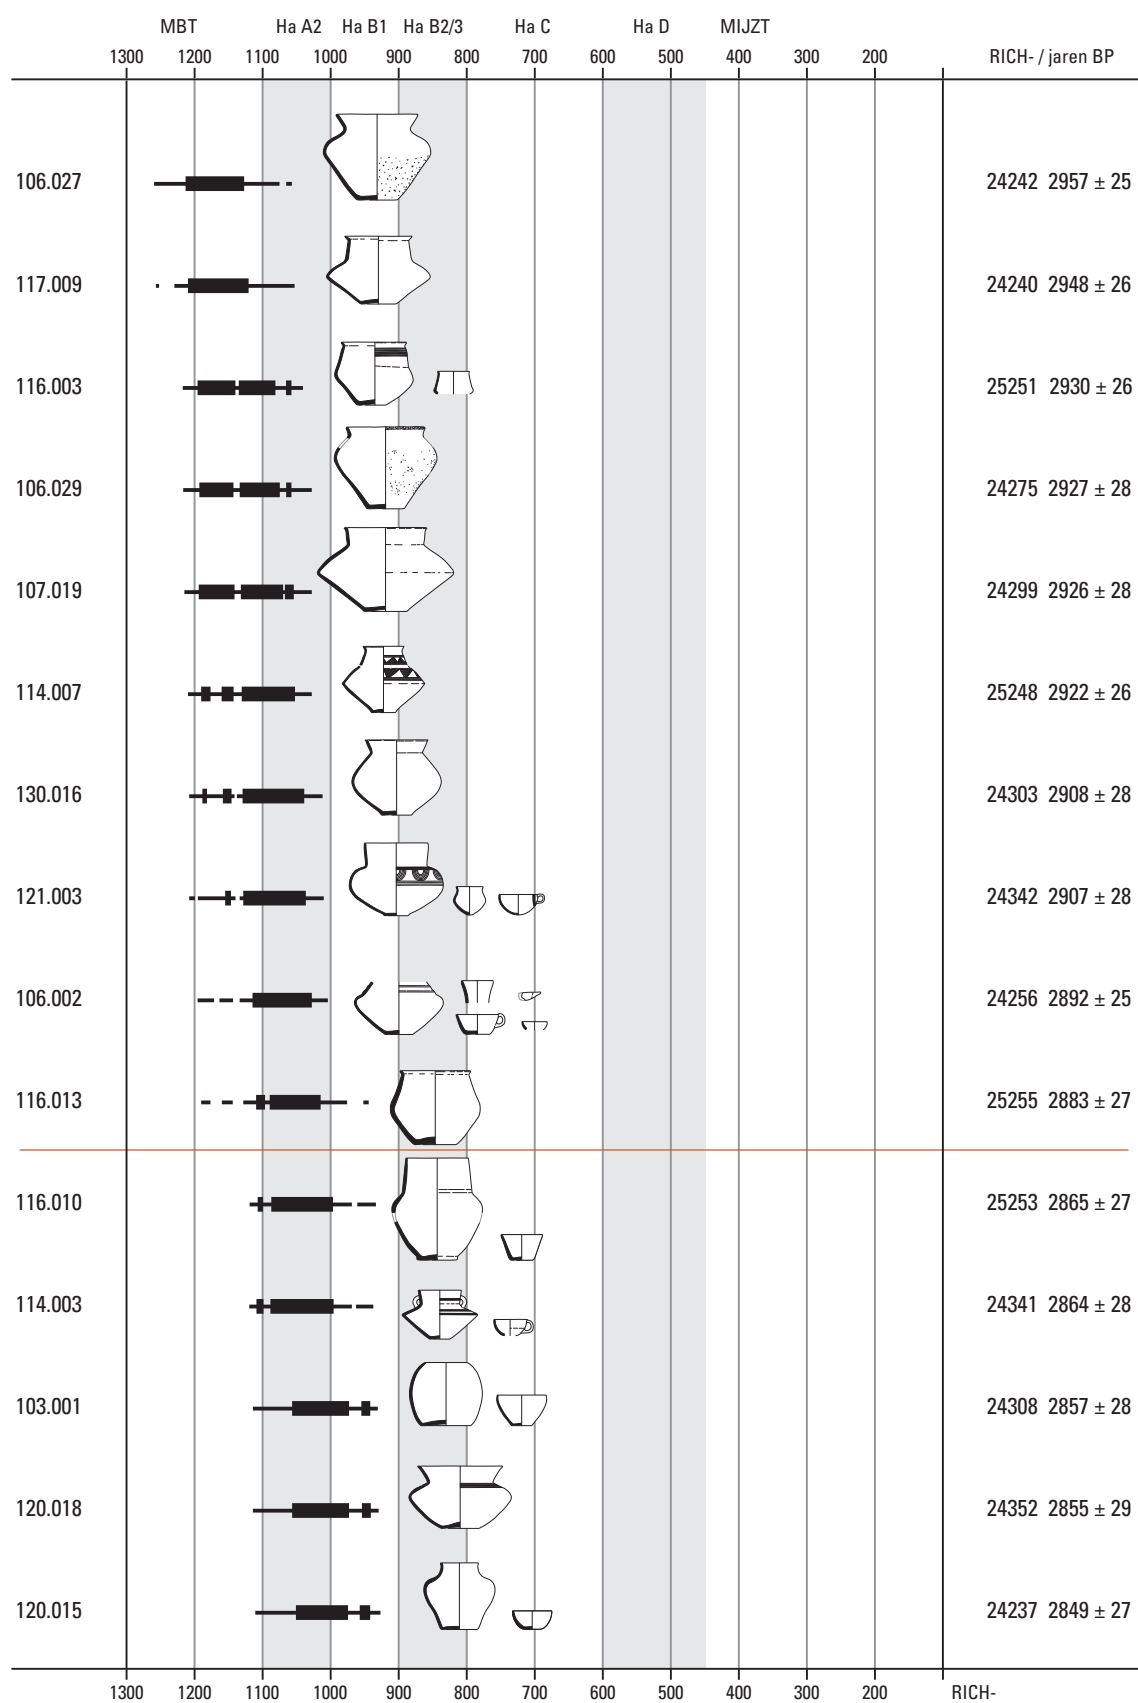 MBT Ha A2 Ha B1 Ha B2/3 Ha C Ha D MIJZT
1300 1200 1100 1000 900 800 700 600 500 400 300 200 RICH- / jaren BP
106.027 24242 2957 ± 25
117.009 24240 2948 ± 26
116.003 25251 2930 ± 26
106.029 24275 2927 ± 28
107.019 24299 2926 ± 28
114.007 25248 2922 ± 26
130.016 24303 2908 ± 28
121.003 24342 2907 ± 28
106.002 24256 2892 ± 25
116.013 25255 2883 ± 27
116.010 25253 2865 ± 27
114.003 24341 2864 ± 28
103.001 24308 2857 ± 28
120.018 24352 2855 ± 29
120.015 24237 2849 ± 27
1300 1200 1100 1000 900 800 600 600 500 400 300 200 RICH-